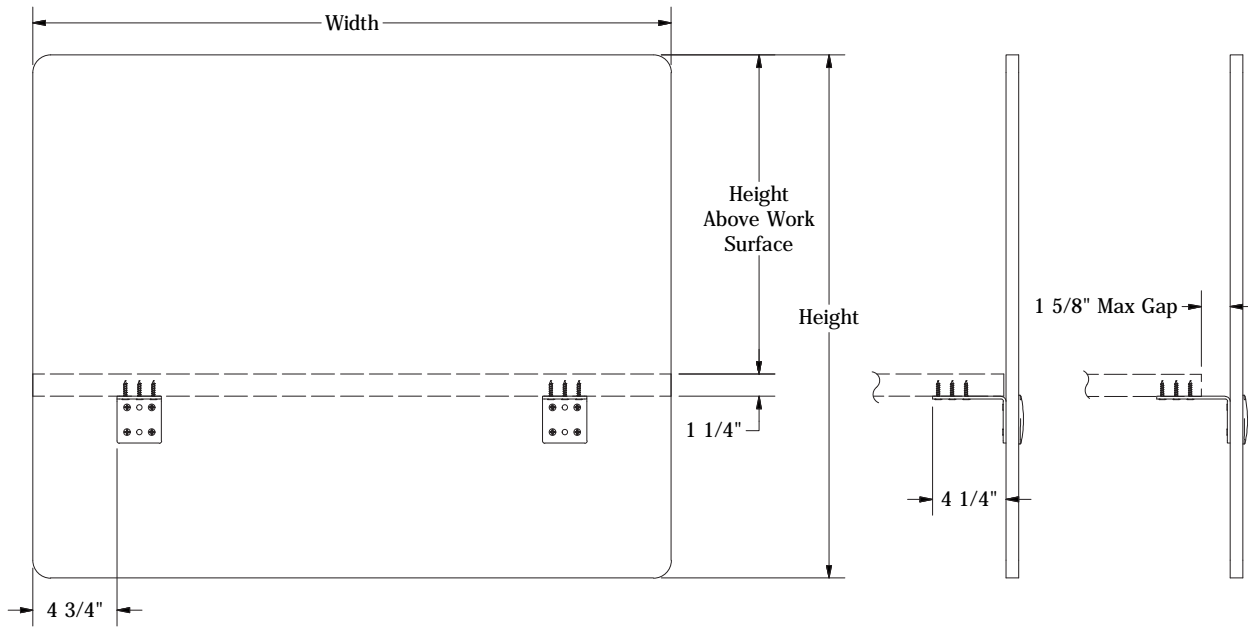 Width
Height
Above Work
Surface
Height
1 5/8" Max Gap
1 1/4"
4 1/4"
4 3/4"